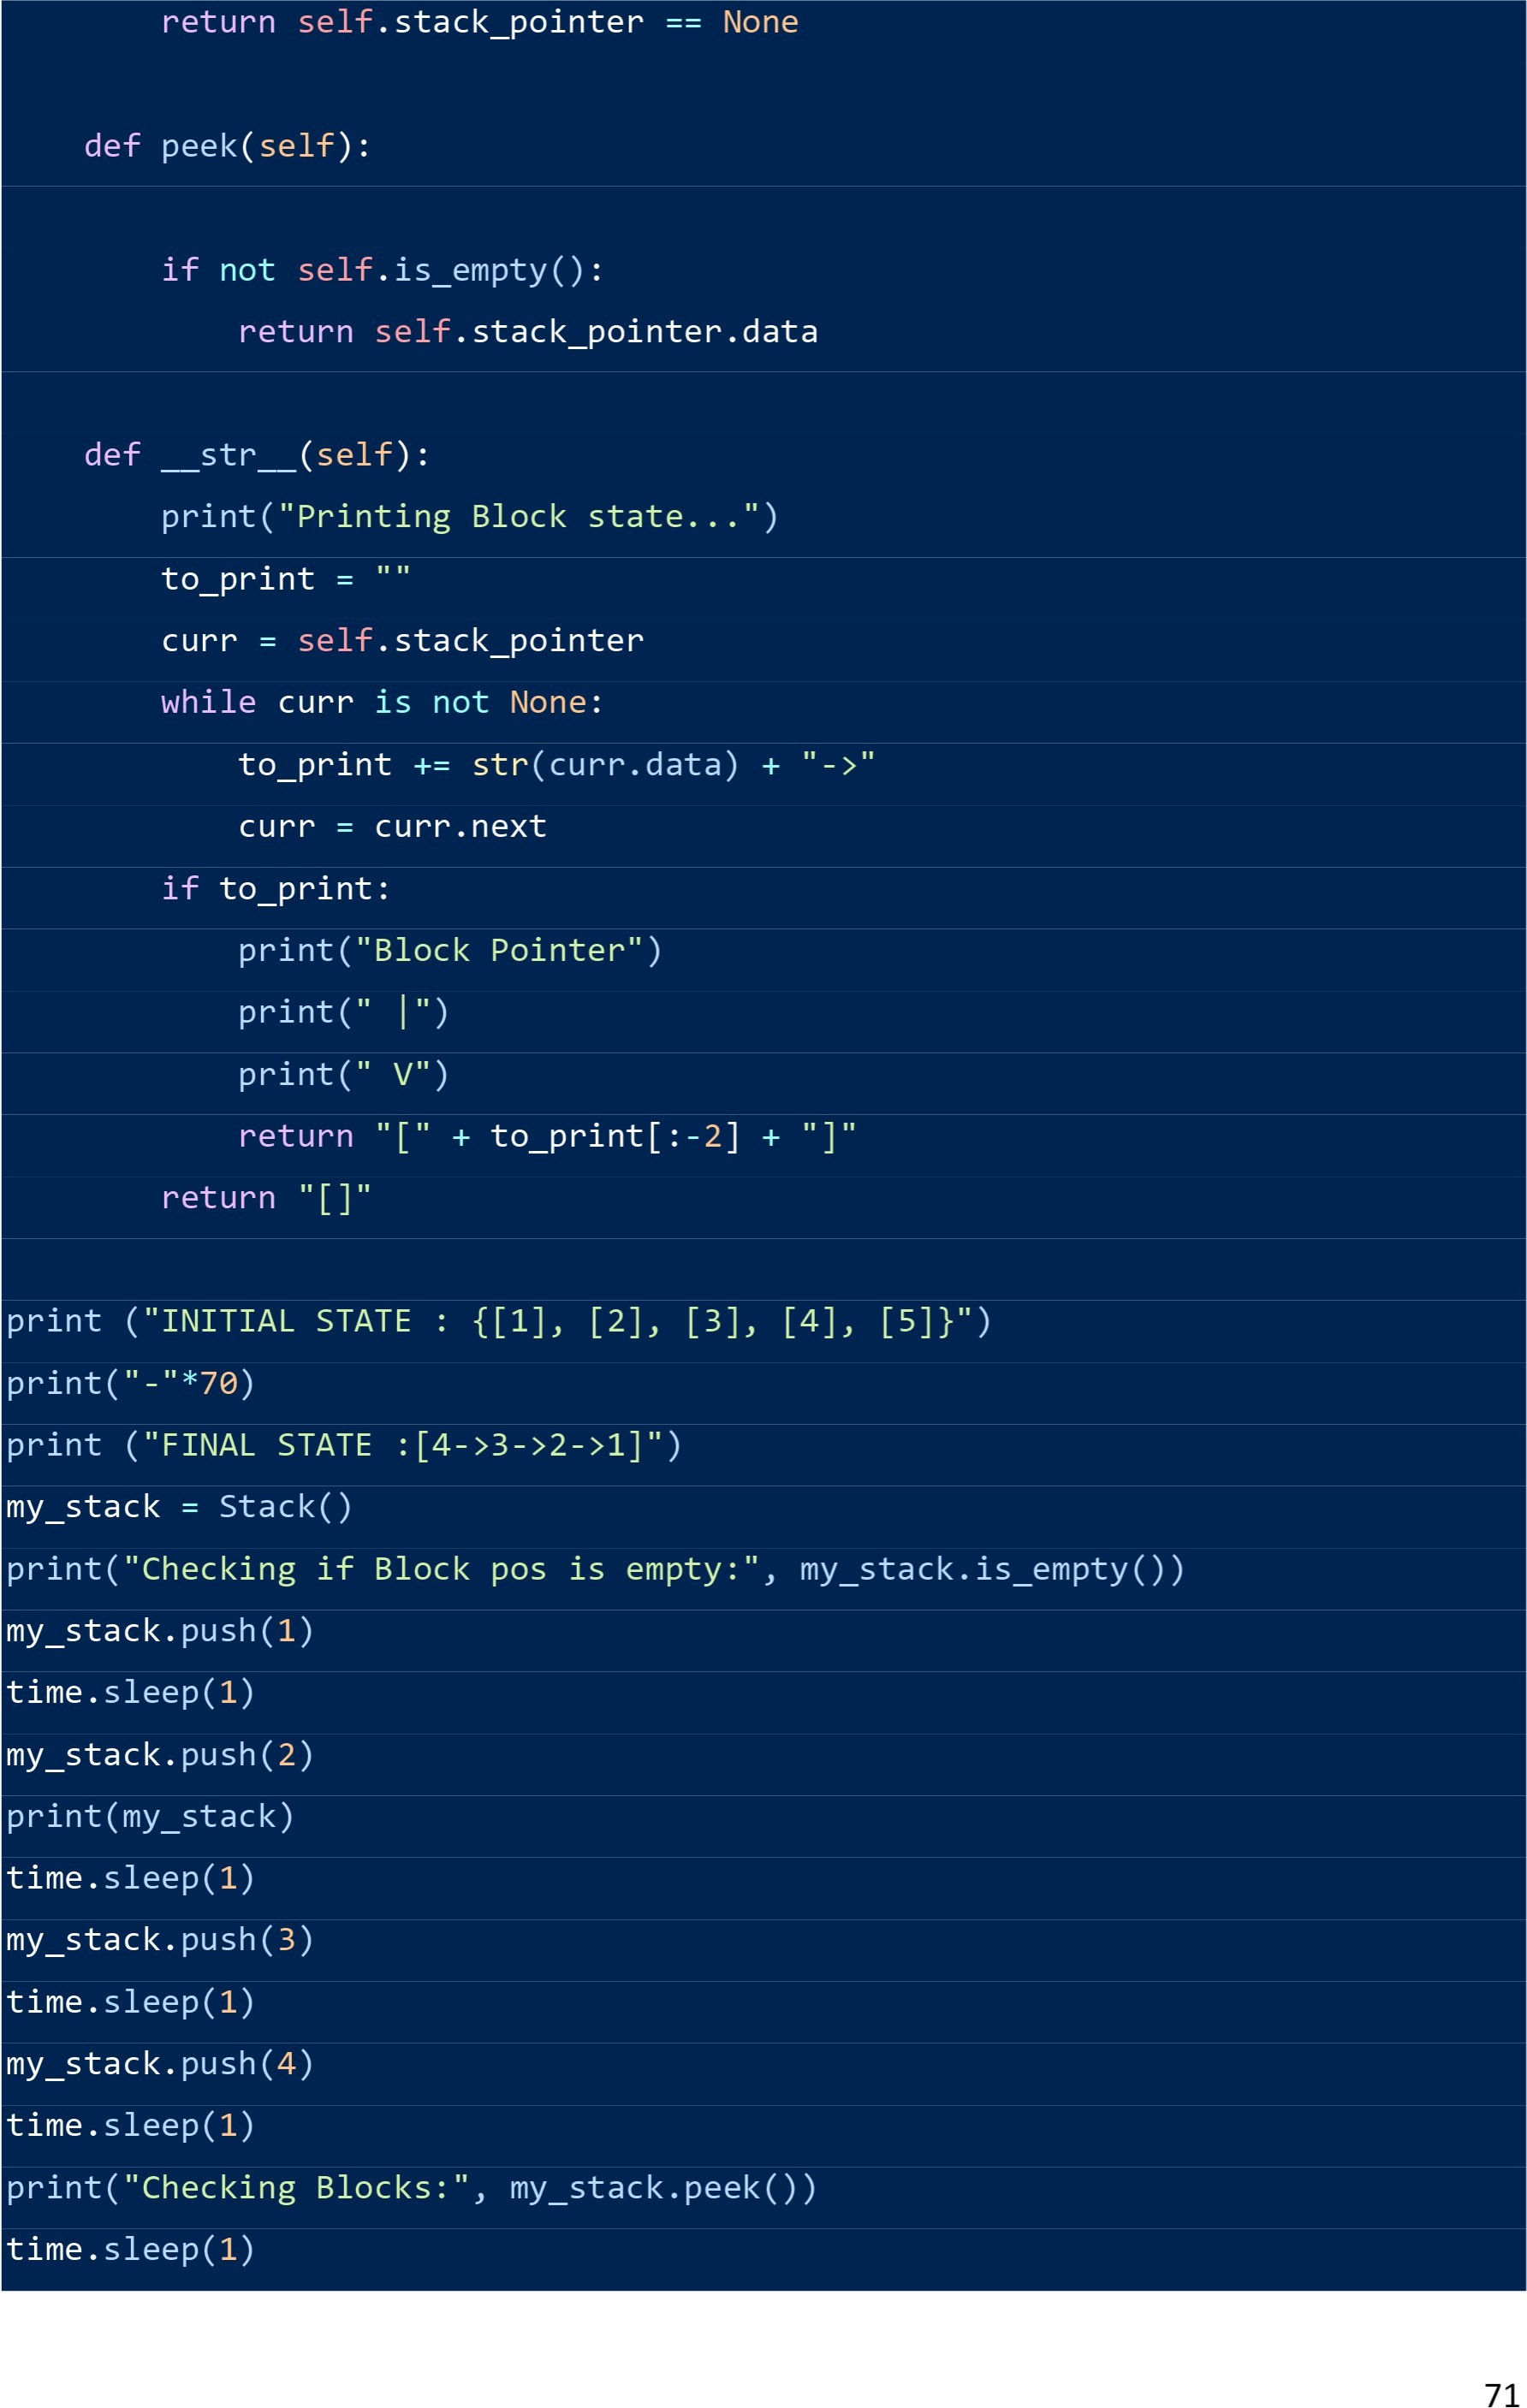 return self.stack_pointer == None
    def peek(self):
        if not self.is_empty():
            return self.stack_pointer.data
    def __str__(self):
        print("Printing Block state...")
        to_print = ""
        curr = self.stack_pointer
        while curr is not None:
            to_print += str(curr.data) + "->"
            curr = curr.next
        if to_print:
            print("Block Pointer")
            print(" |")
            print(" V")
            return "[" + to_print[:-2] + "]"
        return "[]"
print ("INITIAL STATE : {[1], [2], [3], [4], [5]}")
print("-"*70)
print ("FINAL STATE :[4->3->2->1]")
my_stack = Stack()
print("Checking if Block pos is empty:", my_stack.is_empty())
my_stack.push(1)
time.sleep(1)
my_stack.push(2)
print(my_stack)
time.sleep(1)
my_stack.push(3)
time.sleep(1)
my_stack.push(4)
time.sleep(1)
print("Checking Blocks:", my_stack.peek())
time.sleep(1)
71